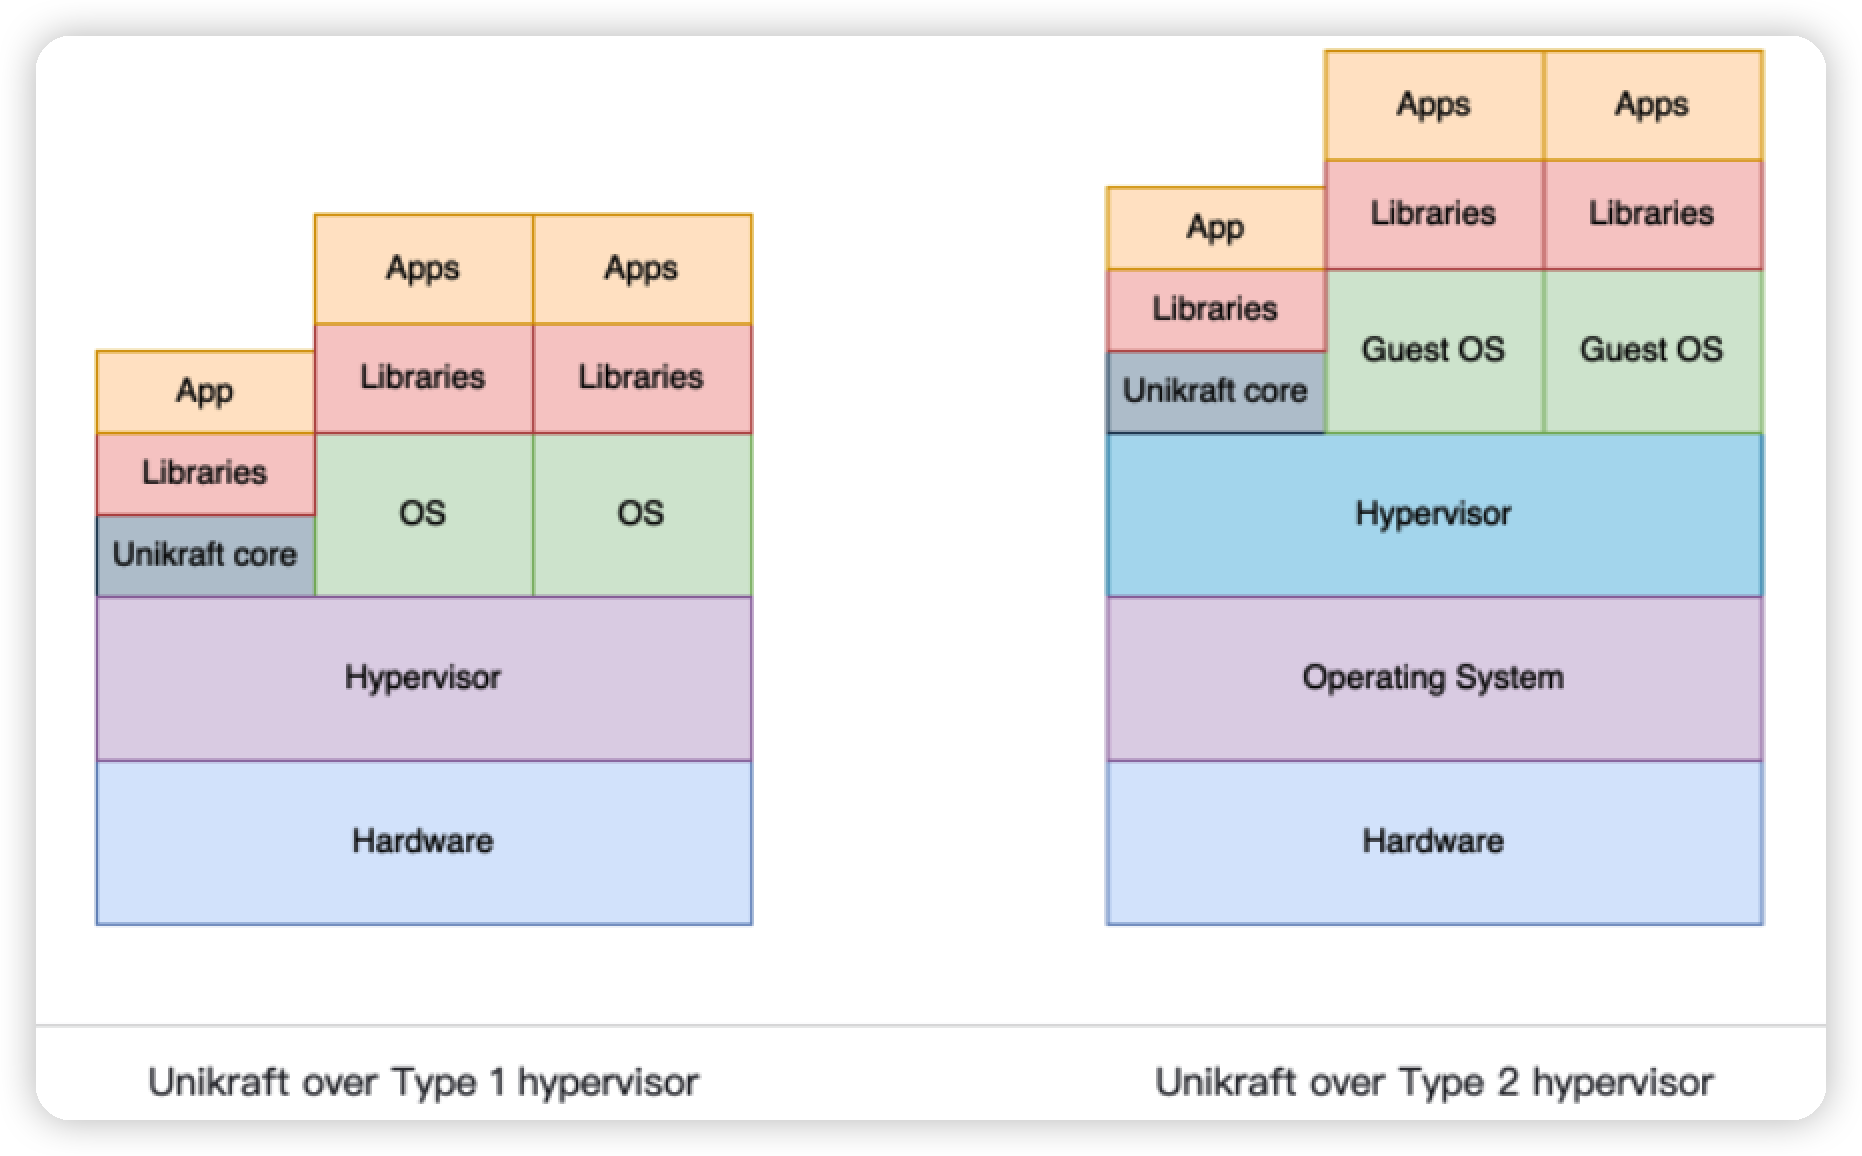 Apps Apps
Libraries Libraries
App
Libraries
Unikraft core
OS OS
Hypervisor
Hardware
Unikraft over Type 1 hypervisor
Apps Apps
Libraries Libraries
App
Libraries
Unikraft core
Guest OS Guest OS
Hypervisor
Operating System
Hardware
Unikraft over Type 2 hypervisor